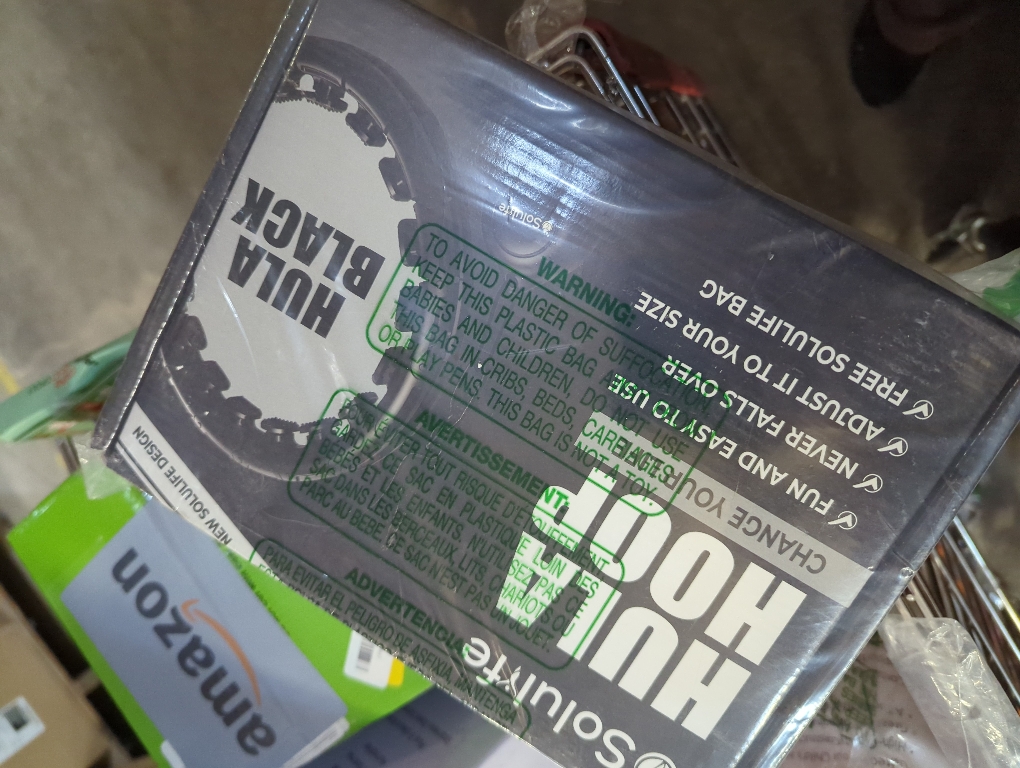 Solulyfe
HULA
HOOP
CHANGE YOUR
FUN AND EASY TO USE
NEVER FALLS OVER
ADJUST IT TO YOUR SIZE
FREE SOLULIFE BAG
Solulife
HULA
BLACK
NEW SOLULIFE DESIGN
WARNING:
TO AVOID DANGER OF SUFFOCATION,
KEEP THIS PLASTIC BAG AWAY FROM
BABIES AND CHILDREN, DO NOT USE
THIS BAG IN CRIBS, BEDS, CARRIAGES
OR PLAY PENS. THIS BAG IS NOT A TOY.
AVERTISSEMENT:
POUR ÉVITER TOUT RISQUE D'ÉTOUFFEMENT
GARDEZ CE SAC EN PLASTIQUE LOIN DES
BÉBÉS ET LES ENFANTS, N'UTILISEZ PAS CE
SAC DANS LES BERCEAUX, LITS, CHARIOTS OU
PARC AU BÉBÉ. CE SAC N'EST PAS UN JOUET.
ADVERTENCIA
PARA EVITAR EL PELIGRO DE ASFIXIA, MANTENGA
amazon